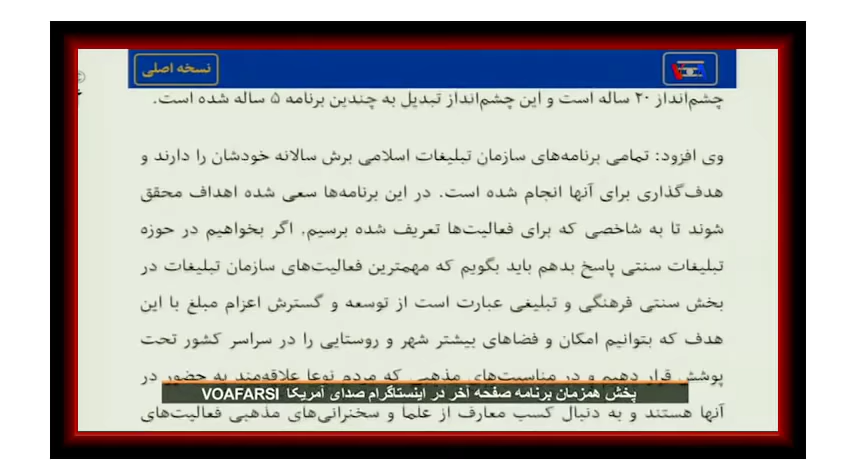 نسخه اصلی
VOA
چشم‌انداز ۲۰ ساله است و این چشم‌انداز تبدیل به چندین برنامه ۵ ساله شده است.
وی افزود: تمامی برنامه‌های سازمان تبلیغات اسلامی برش سالانه خودشان را دارند و
هدف‌گذاری برای آنها انجام شده است. در این برنامه‌ها سعی شده اهداف محقق
شوند تا به شاخصی که برای فعالیت‌ها تعریف شده برسیم. اگر بخواهیم در حوزه
تبلیغات سنتی پاسخ بدهم باید بگویم که مهمترین فعالیت‌های سازمان تبلیغات در
بخش سنتی فرهنگی و تبلیغی عبارت است از توسعه و گسترش اعزام مبلغ با این
هدف که بتوانیم امکان و فضاهای بیشتر شهر و روستایی را در سراسر کشور تحت
پوشش قرار دهیم و در مناسبت‌های مذهبی که مردم نوعا علاقه‌مند به حضور در
پخش همزمان برنامه صفحه آخر در اینستاگرام صدای آمریکا VOAFARSI
آنها هستند و به دنبال کسب معارف از علما و سخنرانی‌های مذهبی فعالیت‌های